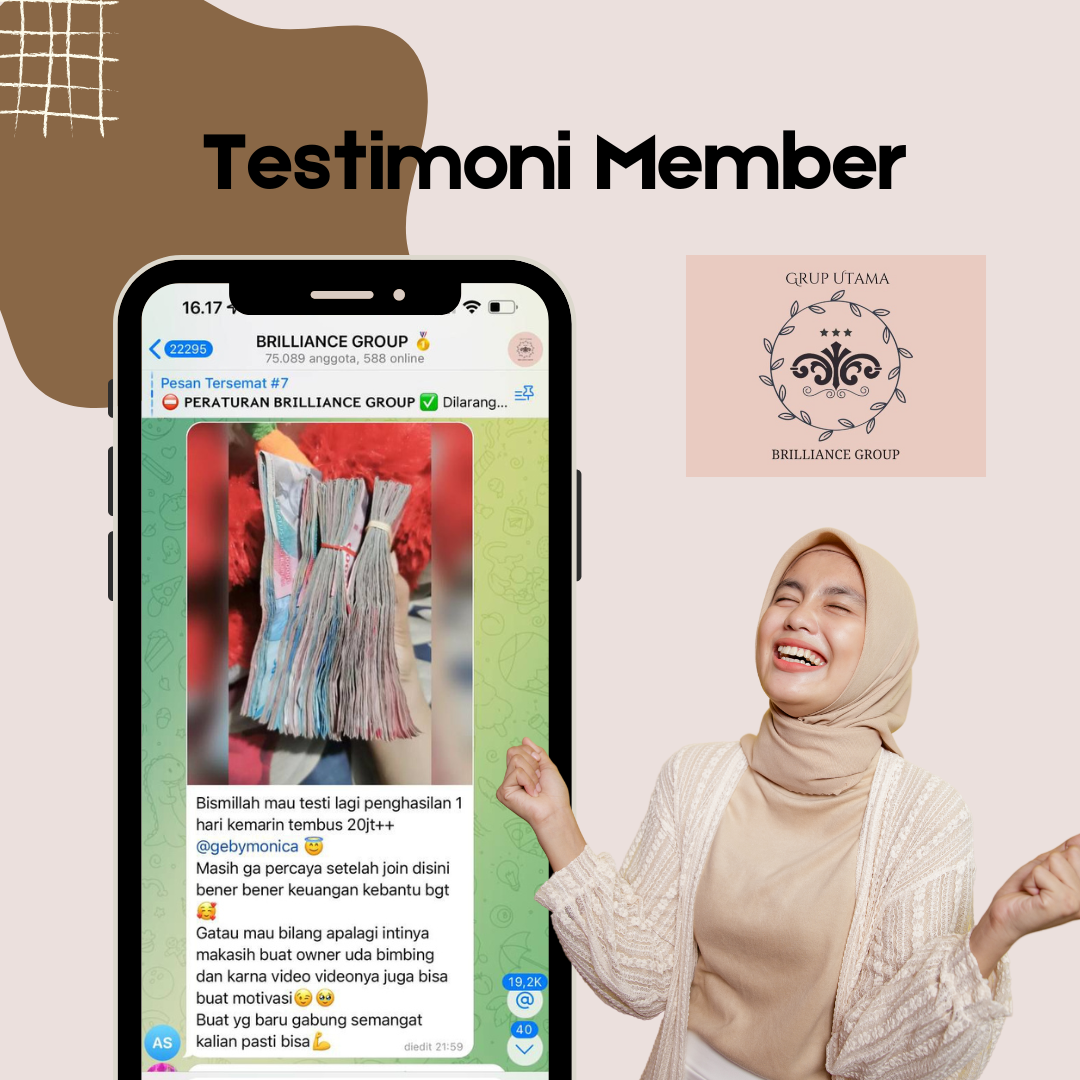 Testimoni Member
GRUP UTAMA
BRILLIANCE GROUP
16.17
22295
BRILLIANCE GROUP 🏅
75.089 anggota, 588 online
Pesan Tersemat #7
⛔ PERATURAN BRILLIANCE GROUP ✅ Dilarang...
Bismillah mau testi lagi penghasilan 1
hari kemarin tembus 20jt++
@gebymonica 😇
Masih ga percaya setelah join disini
bener bener keuangan kebantu bgt
🥰
Gatau mau bilang apalagi intinya
makasih buat owner uda bimbing
dan karna video videonya juga bisa
buat motivasi😉🥹
Buat yg baru gabung semangat
kalian pasti bisa💪
diedit 21:59
AS
19,2K
@
40